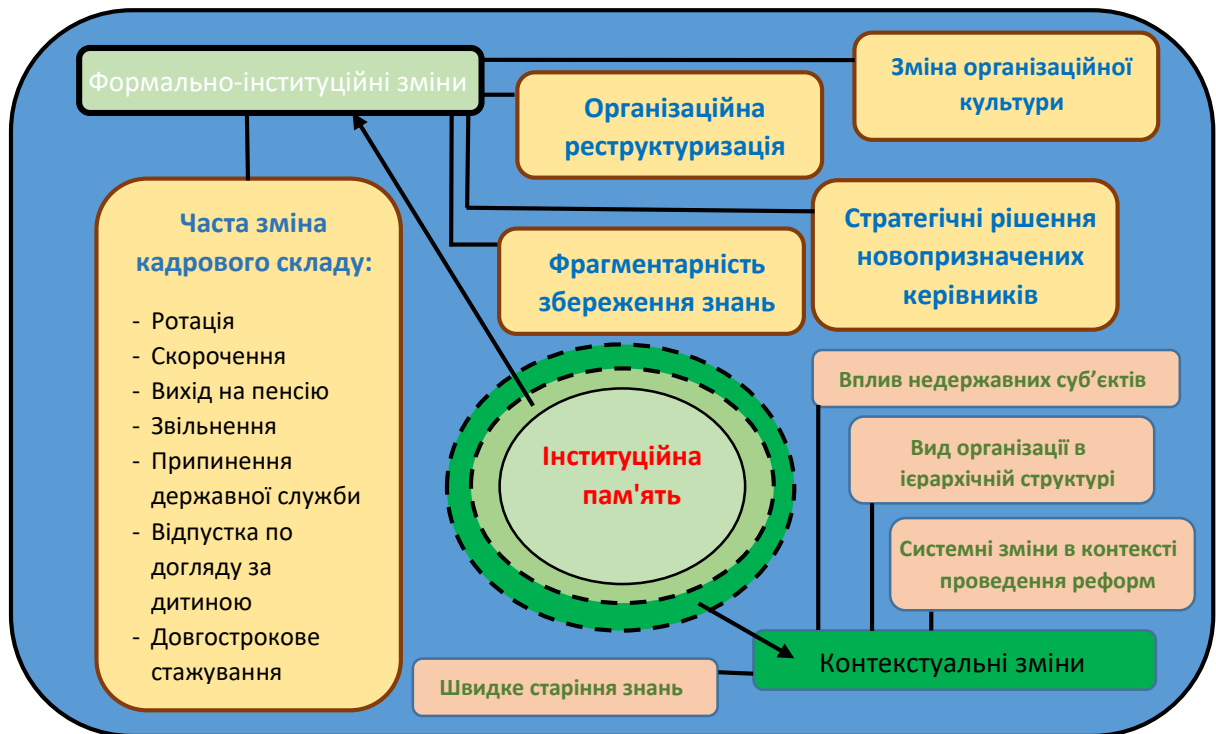 Формально-інституційні зміни
Зміна організаційної
культури
Організаційна
реструктуризація
Часта зміна
кадрового складу:
- Ротація
- Скорочення
- Вихід на пенсію
- Звільнення
- Припинення
державної служби
- Відпустка по
догляду за
дитиною
- Довгострокове
стажування
Стратегічні рішення
новопризначених
керівників
Фрагментарність
збереження знань
Інституційна
пам'ять
Вплив недержавних суб’єктів
Вид організації в
ієрархічній структурі
Системні зміни в контексті
проведення реформ
Контекстуальні зміни
Швидке старіння знань